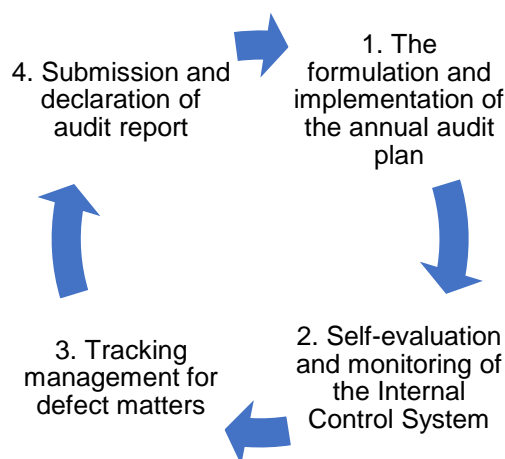 1. The
formulation and
implementation of
the annual audit
plan
2. Self-evaluation
and monitoring of
the Internal
Control System
3. Tracking
management for
defect matters
4. Submission and
declaration of
audit report